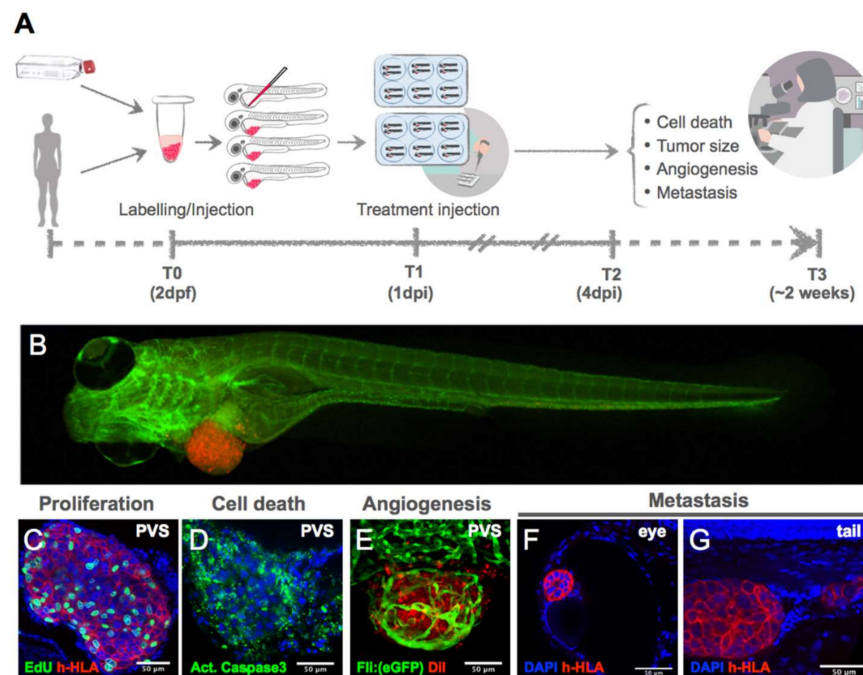 A
Cell death
Tumor size
Angiogenesis
Metastasis
Labelling/Injection
Treatment injection
T0
(2dpf)
T1
(1dpi)
T2
(4dpi)
T3
(~2 weeks)
B
Proliferation
Cell death
Angiogenesis
Metastasis
C
PVS
EdU h-HLA
50 µm
D
PVS
Act. Caspase3
50 µm
E
PVS
Fli:(eGFP) DiI
50 µm
F
eye
DAPI h-HLA
50 µm
G
tail
DAPI h-HLA
50 µm